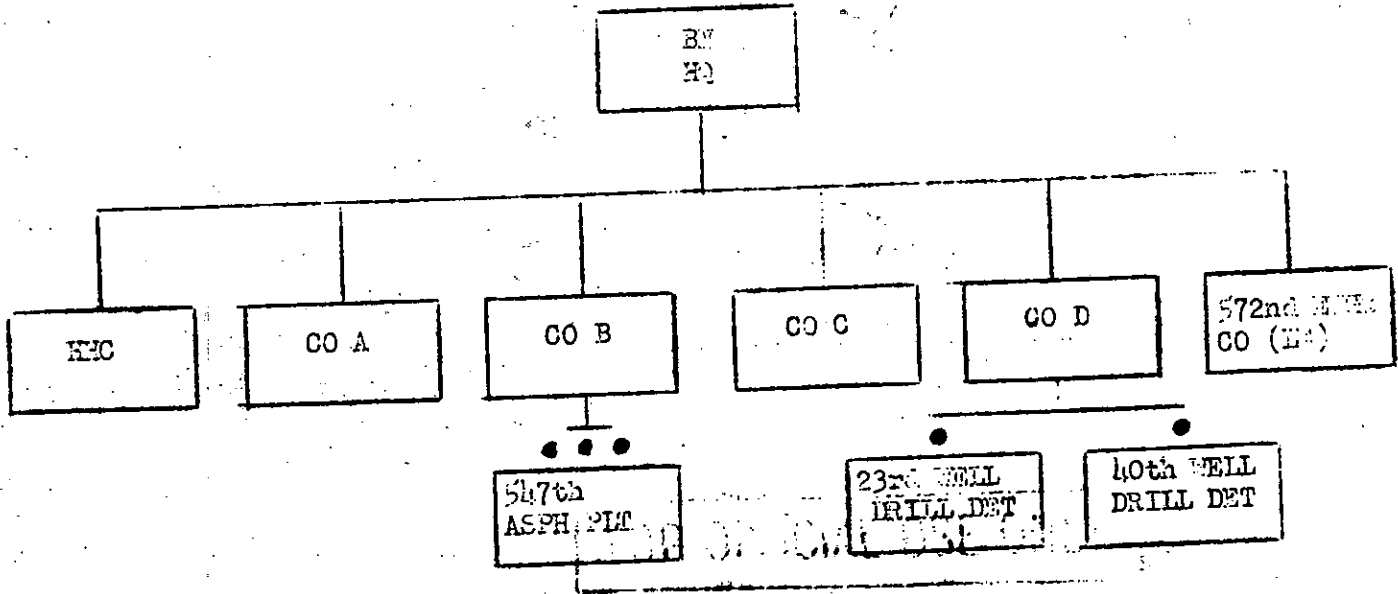 BN
HQ
HHC
CO A
CO B
CO C
CO D
572nd
CO
547th
ASPH PLT
23rd WELL
DRILL DET
40th WELL
DRILL DET